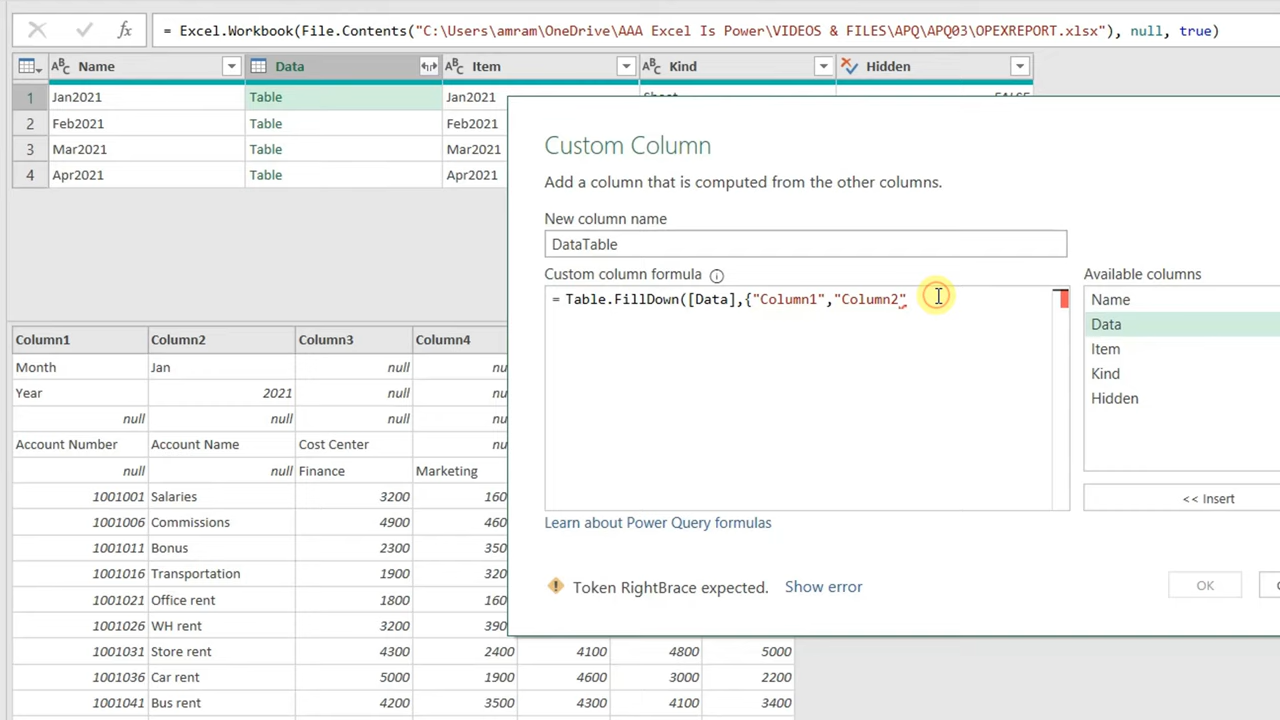 fx = Excel.Workbook(File.Contents("C:\Users\amram\OneDrive\AAA Excel Is Power\VIDEOS & FILES\APQ\APQ03\OPEXREPORT.xlsx"), null, true)
ABC Name Data ABC Item ABC Kind Hidden
1 Jan2021 Table Jan2021
2 Feb2021 Table Feb2021
3 Mar2021 Table Mar2021
4 Apr2021 Table Apr2021
Custom Column
Add a column that is computed from the other columns.
New column name
DataTable
Custom column formula
= Table.FillDown([Data],{"Column1","Column2"
Available columns
Name
Data
Item
Kind
Hidden
<< Insert
Learn about Power Query formulas
Token RightBrace expected. Show error
OK
Column1 Column2 Column3 Column4
Month Jan null
Year 2021 null
null null null
Account Number Account Name Cost Center
null null Finance Marketing
1001001 Salaries 3200
1001006 Commissions 4900
1001011 Bonus 2300
1001016 Transportation 1900
1001021 Office rent 1800
1001026 WH rent 3200
1001031 Store rent 4300 2400 4100 4800 5000
1001036 Car rent 5000 1900 4600 3000 2200
1001041 Bus rent 4200 3500 4300 4100 3400